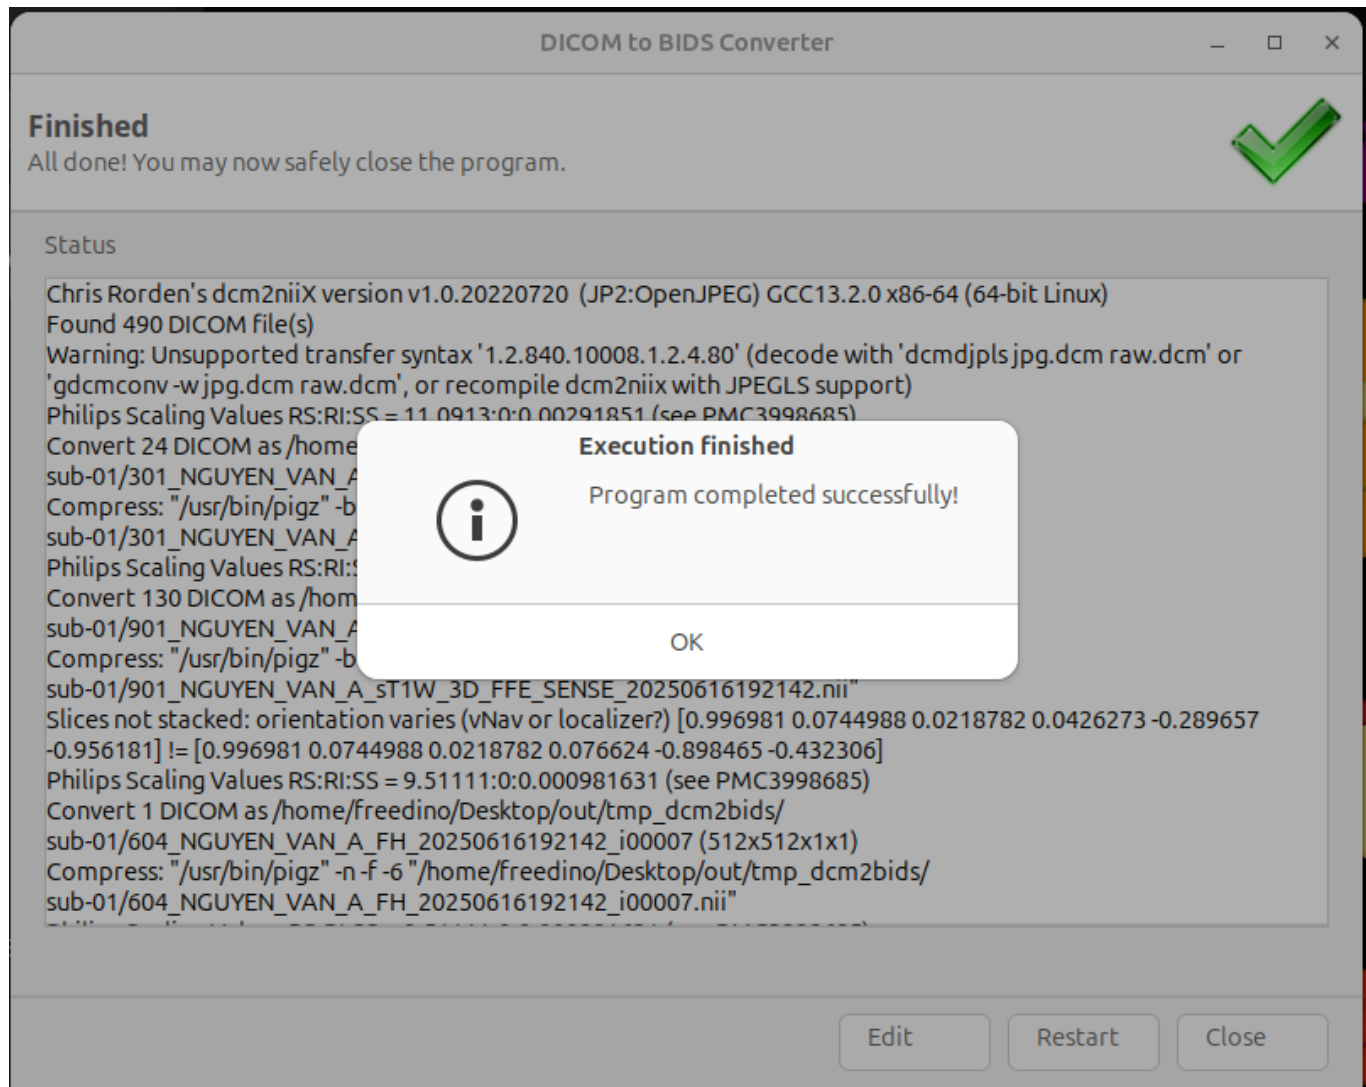 DICOM to BIDS Converter
Finished
All done! You may now safely close the program.
Status
Chris Rorden's dcm2niiX version v1.0.20220720 (JP2:OpenJPEG) GCC13.2.0 x86-64 (64-bit Linux)
Found 490 DICOM file(s)
Warning: Unsupported transfer syntax '1.2.840.10008.1.2.4.80' (decode with 'dcmdjpls jpg.dcm raw.dcm' or
'gdcmconv -w jpg.dcm raw.dcm', or recompile dcm2niix with JPEGLS support)
Philips Scaling Values RS:RI:SS = 11.0913:0:0.00291851 (see PMC3998685)
Convert 24 DICOM as /home
sub-01/301_NGUYEN_VAN_A
Compress: "/usr/bin/pigz" -b
sub-01/301_NGUYEN_VAN_A
Philips Scaling Values RS:RI:S
Convert 130 DICOM as /hom
sub-01/901_NGUYEN_VAN_A
Compress: "/usr/bin/pigz" -b
sub-01/901_NGUYEN_VAN_A_sT1W_3D_FFE_SENSE_20250616192142.nii"
Slices not stacked: orientation varies (vNav or localizer?) [0.996981 0.0744988 0.0218782 0.0426273 -0.289657
-0.956181] != [0.996981 0.0744988 0.0218782 0.076624 -0.898465 -0.432306]
Philips Scaling Values RS:RI:SS = 9.51111:0:0.000981631 (see PMC3998685)
Convert 1 DICOM as /home/freedino/Desktop/out/tmp_dcm2bids/
sub-01/604_NGUYEN_VAN_A_FH_20250616192142_i00007 (512x512x1x1)
Compress: "/usr/bin/pigz" -n -f -6 "/home/freedino/Desktop/out/tmp_dcm2bids/
sub-01/604_NGUYEN_VAN_A_FH_20250616192142_i00007.nii"
Execution finished
Program completed successfully!
OK
Edit
Restart
Close